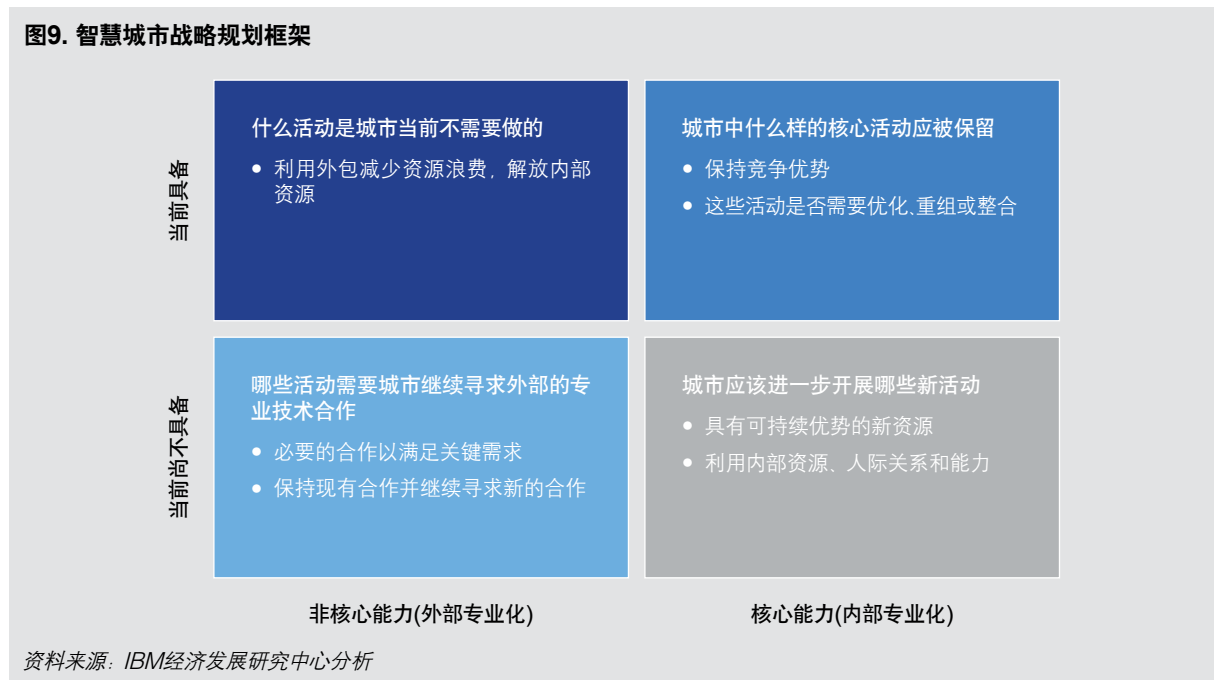 图9. 智慧城市战略规划框架
当前具备
什么活动是城市当前不需要做的
• 利用外包减少资源浪费，解放内部
资源
城市中什么样的核心活动应被保留
• 保持竞争优势
• 这些活动是否需要优化、重组或整合
当前尚不具备
哪些活动需要城市继续寻求外部的专
业技术合作
• 必要的合作以满足关键需求
• 保持现有合作并继续寻求新的合作
城市应该进一步开展哪些新活动
• 具有可持续优势的新资源
• 利用内部资源、人际关系和能力
非核心能力(外部专业化)
核心能力(内部专业化)
资料来源：IBM经济发展研究中心分析